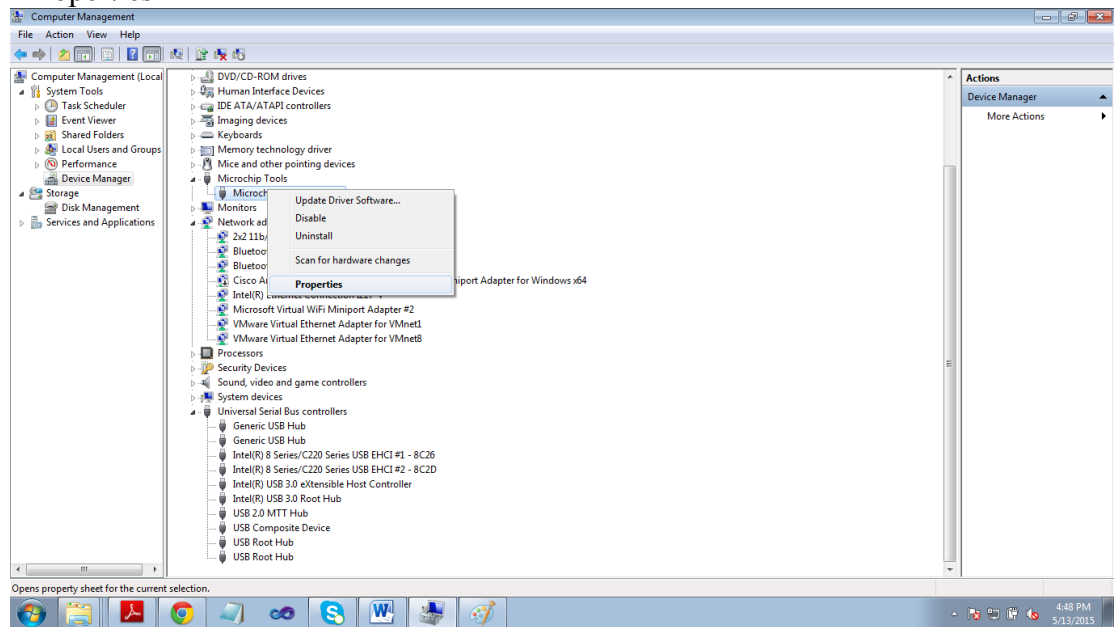 Computer Management
File Action View Help
Computer Management (Local
System Tools
Task Scheduler
Event Viewer
Shared Folders
Local Users and Groups
Performance
Device Manager
Storage
Disk Management
Services and Applications
DVD/CD-ROM drives
Human Interface Devices
IDE ATA/ATAPI controllers
Imaging devices
Keyboards
Memory technology driver
Mice and other pointing devices
Microchip Tools
Microch
Monitors
Network ad
2x2 11b/
Bluetoo
Bluetoo
Cisco A
iniport Adapter for Windows x64
Intel(R) Ethernet Connection I217-V
Microsoft Virtual WiFi Miniport Adapter #2
VMware Virtual Ethernet Adapter for VMnet1
VMware Virtual Ethernet Adapter for VMnet8
Processors
Security Devices
Sound, video and game controllers
System devices
Universal Serial Bus controllers
Generic USB Hub
Generic USB Hub
Intel(R) 8 Series/C220 Series USB EHCI #1 - 8C26
Intel(R) 8 Series/C220 Series USB EHCI #2 - 8C2D
Intel(R) USB 3.0 eXtensible Host Controller
Intel(R) USB 3.0 Root Hub
USB 2.0 MTT Hub
USB Composite Device
USB Root Hub
USB Root Hub
Update Driver Software...
Disable
Uninstall
Scan for hardware changes
Properties
Actions
Device Manager
More Actions
Opens property sheet for the current selection.
4:48 PM
5/13/2015